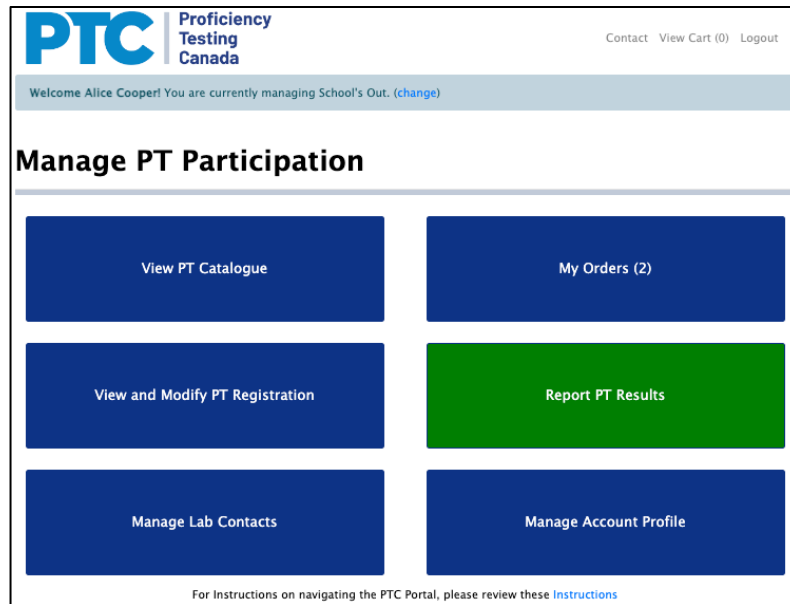 PTC Proficiency
Testing
Canada
Contact View Cart (0) Logout
Welcome Alice Cooper! You are currently managing School's Out. (change)
Manage PT Participation
View PT Catalogue
My Orders (2)
View and Modify PT Registration
Report PT Results
Manage Lab Contacts
Manage Account Profile
For Instructions on navigating the PTC Portal, please review these Instructions